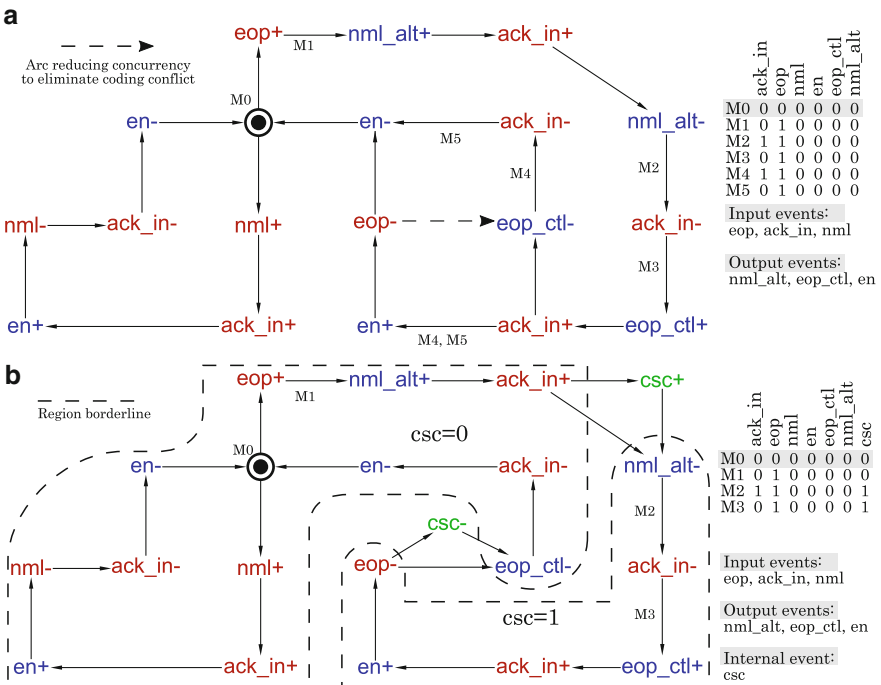 a
eop+ M1 nml_alt+ ack_in+
Arc reducing concurrency
to eliminate coding conflict
M0
en- en- M5 ack_in- nml_alt-
M4 M2
nml- ack_in- nml+ eop- eop_ctl- ack_in-
M3
en+ ack_in+ en+ M4, M5 ack_in+ eop_ctl+
ack_in eop nml en eop_ctl nml_alt
M0 0 0 0 0 0 0
M1 0 1 0 0 0 0
M2 1 1 0 0 0 0
M3 0 1 0 0 0 0
M4 1 1 0 0 0 0
M5 0 1 0 0 0 0
Input events:
eop, ack_in, nml
Output events:
nml_alt, eop_ctl, en
b
eop+ M1 nml_alt+ ack_in+ csc+
Region borderline
csc=0
M0
en- en- ack_in- nml_alt-
csc- M2
nml- ack_in- nml+ eop- eop_ctl- ack_in-
csc=1 M3
en+ ack_in+ en+ ack_in+ eop_ctl+
ack_in eop nml en eop_ctl nml_alt csc
M0 0 0 0 0 0 0 0
M1 0 1 0 0 0 0 0
M2 1 1 0 0 0 0 1
M3 0 1 0 0 0 0 1
Input events:
eop, ack_in, nml
Output events:
nml_alt, eop_ctl, en
Internal event:
csc